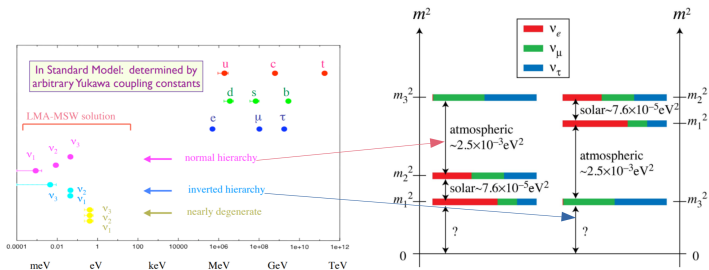 In Standard Model: determined by
arbitrary Yukawa coupling constants
u c t
d s b
e μ τ
LMA-MSW solution
ν1 ν2 ν3
normal hierarchy
ν3 ν2 ν1
inverted hierarchy
ν3 ν2 ν1
nearly degenerate
0.0001 0.01 1 100 10000 1e+06 1e+08 1e+10 1e+12
meV eV keV MeV GeV TeV
m² m²
νe
νμ
ντ
m3² m2²
solar~7.6×10⁻⁵eV²
m1²
atmospheric
~2.5×10⁻³eV²
atmospheric
~2.5×10⁻³eV²
m2²
solar~7.6×10⁻⁵eV²
m1² m3²
? ?
0 0